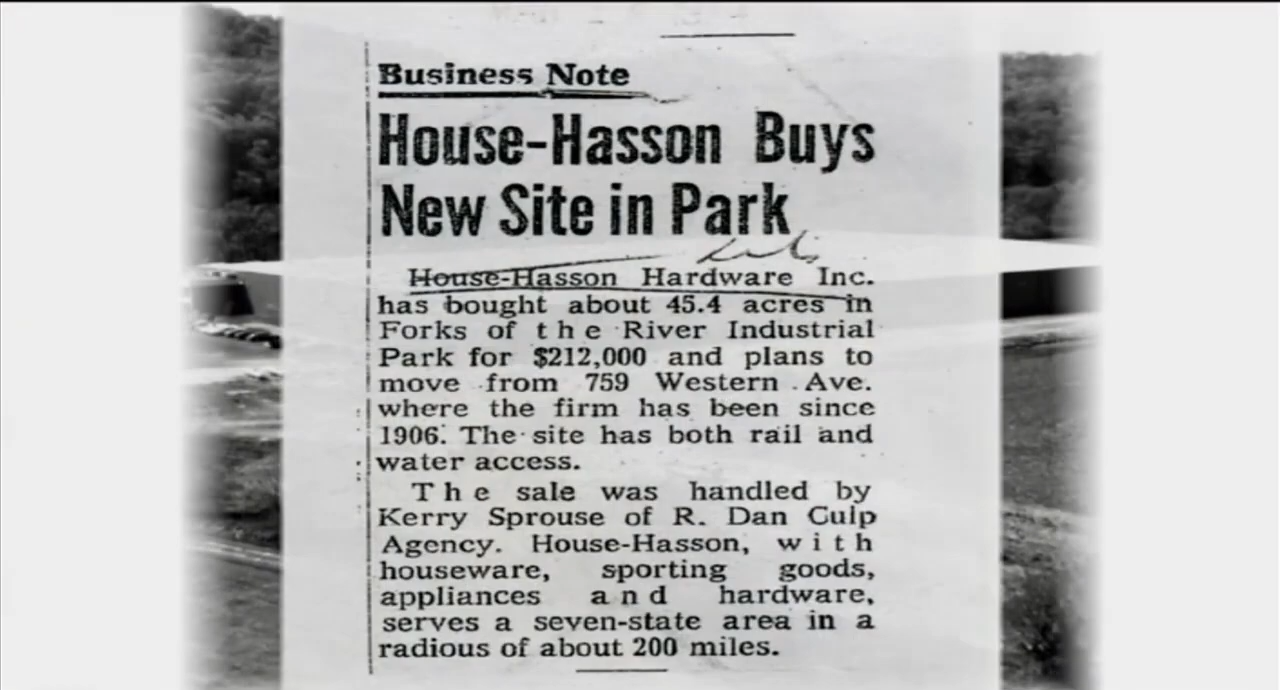 Business Note
House-Hasson Buys
New Site in Park
House-Hasson Hardware Inc.
has bought about 45.4 acres in
Forks of the River Industrial
Park for $212,000 and plans to
move from 759 Western Ave.
where the firm has been since
1906. The site has both rail and
water access.
The sale was handled by
Kerry Sprouse of R. Dan Culp
Agency. House-Hasson, with
houseware, sporting goods,
appliances and hardware,
serves a seven-state area in a
radious of about 200 miles.